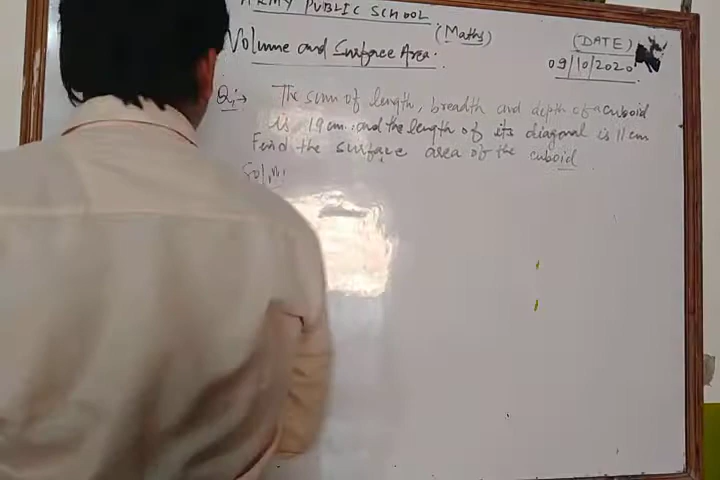 ARMY PUBLIC SCHOOL
(Maths)
Volume and Surface Area.
(DATE)
09/10/2020
Q:→ The sum of length, breadth and depth of a cuboid
is 19 cm. and the length of its diagonal is 11 cm
Find the surface area of the cuboid
Soln: